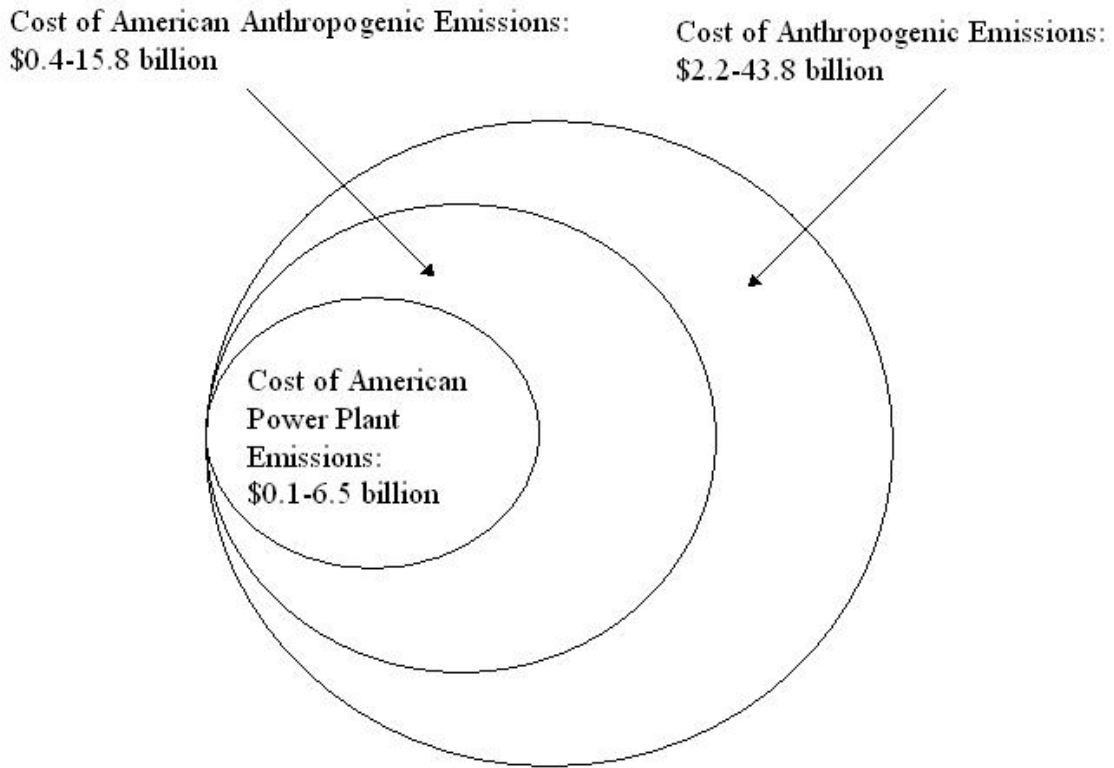 Cost of American Anthropogenic Emissions:
$0.4-15.8 billion
Cost of Anthropogenic Emissions:
$2.2-43.8 billion
Cost of American
Power Plant
Emissions:
$0.1-6.5 billion